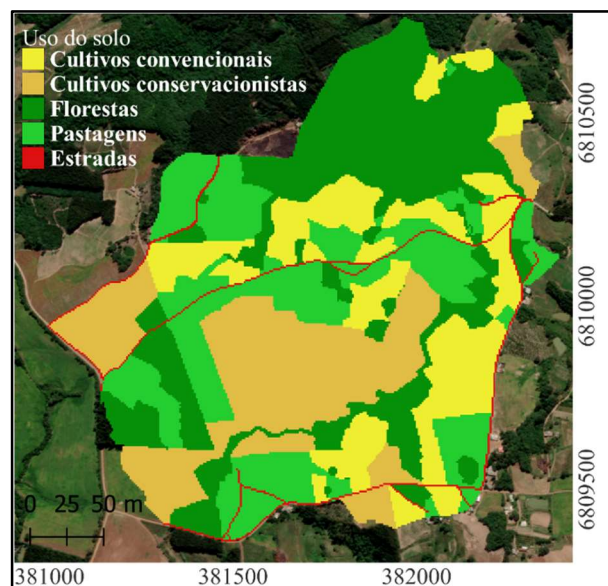 Uso do solo
Cultivos convencionais
Cultivos conservacionistas
Florestas
Pastagens
Estradas
6810500
6810000
6809500
0 25 50 m
381000 381500 382000